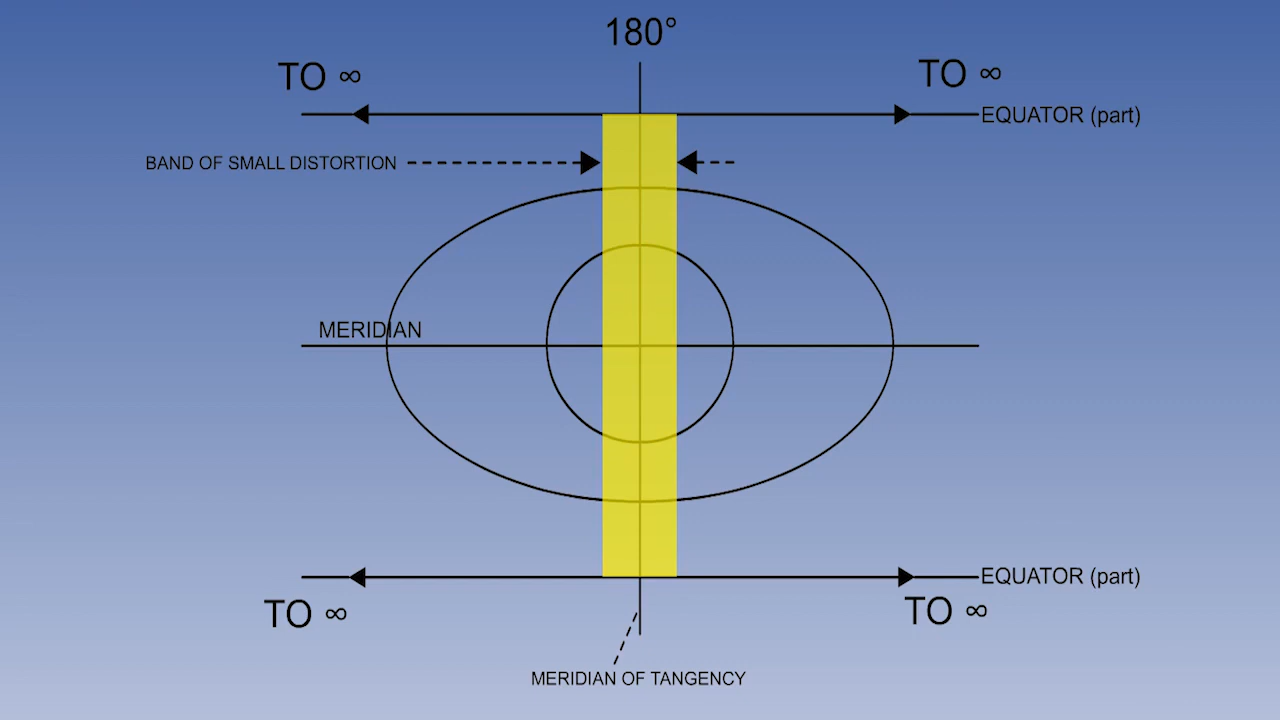 180°
TO ∞
TO ∞
EQUATOR (part)
BAND OF SMALL DISTORTION
MERIDIAN
EQUATOR (part)
TO ∞
TO ∞
MERIDIAN OF TANGENCY